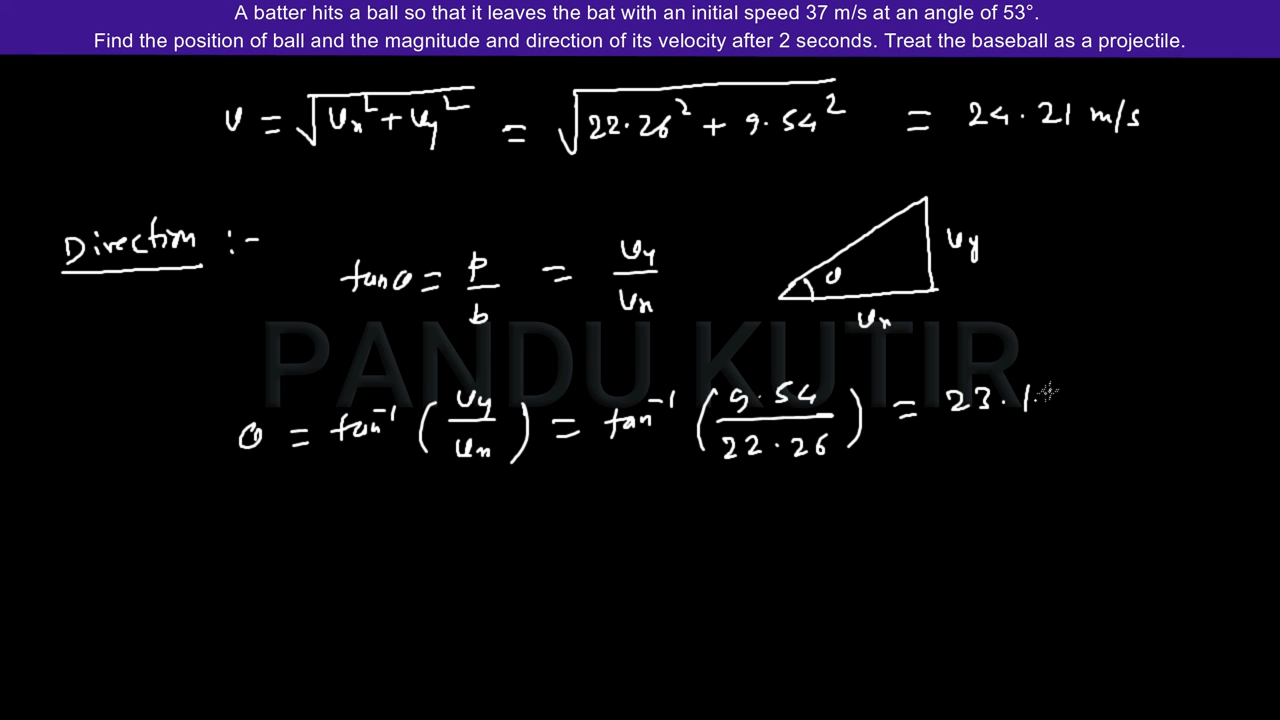 A batter hits a ball so that it leaves the bat with an initial speed 37 m/s at an angle of 53°.
Find the position of ball and the magnitude and direction of its velocity after 2 seconds. Treat the baseball as a projectile.
v = √(vx² + vy²) = √(22.26² + 9.54²) = 24.21 m/s
Direction :-
tanθ = p/b = vy/vx
θ
vy
vx
PANDU KUTIR
θ = tan⁻¹ (vy/vx) = tan⁻¹ (9.54/22.26) = 23.1